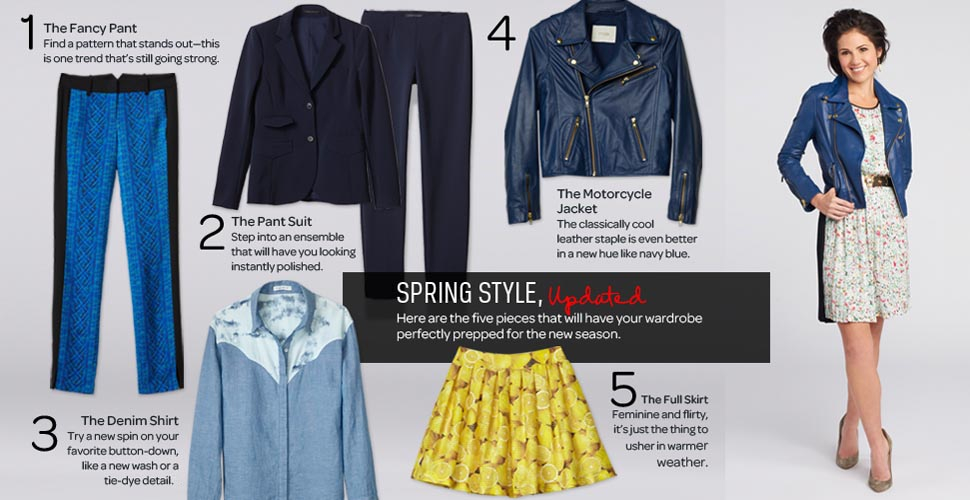 1
The Fancy Pant
Find a pattern that stands out—this
is one trend that's still going strong.
2
The Pant Suit
Step into an ensemble
that will have you looking
instantly polished.
4
The Motorcycle
Jacket
The classically cool
leather staple is even better
in a new hue like navy blue.
SPRING STYLE, Updated
Here are the five pieces that will have your wardrobe
perfectly prepped for the new season.
3
The Denim Shirt
Try a new spin on your
favorite button-down,
like a new wash or a
tie-dye detail.
5
The Full Skirt
Feminine and flirty,
it's just the thing to
usher in warmer
weather.